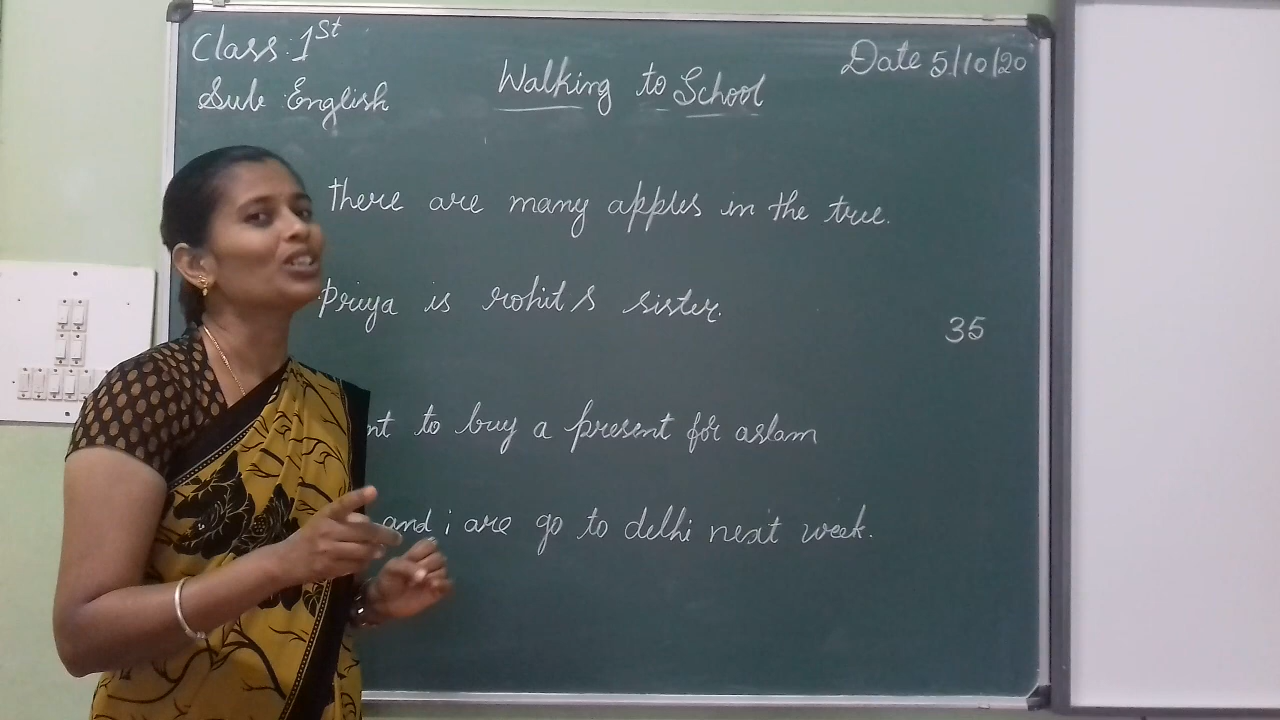 Class: 1st
Date 5/10/20
Sub: English
Walking to School
there are many apples in the tree.
priya is rohit s sister.
35
to buy a present for aslam
and i are go to delhi next week.